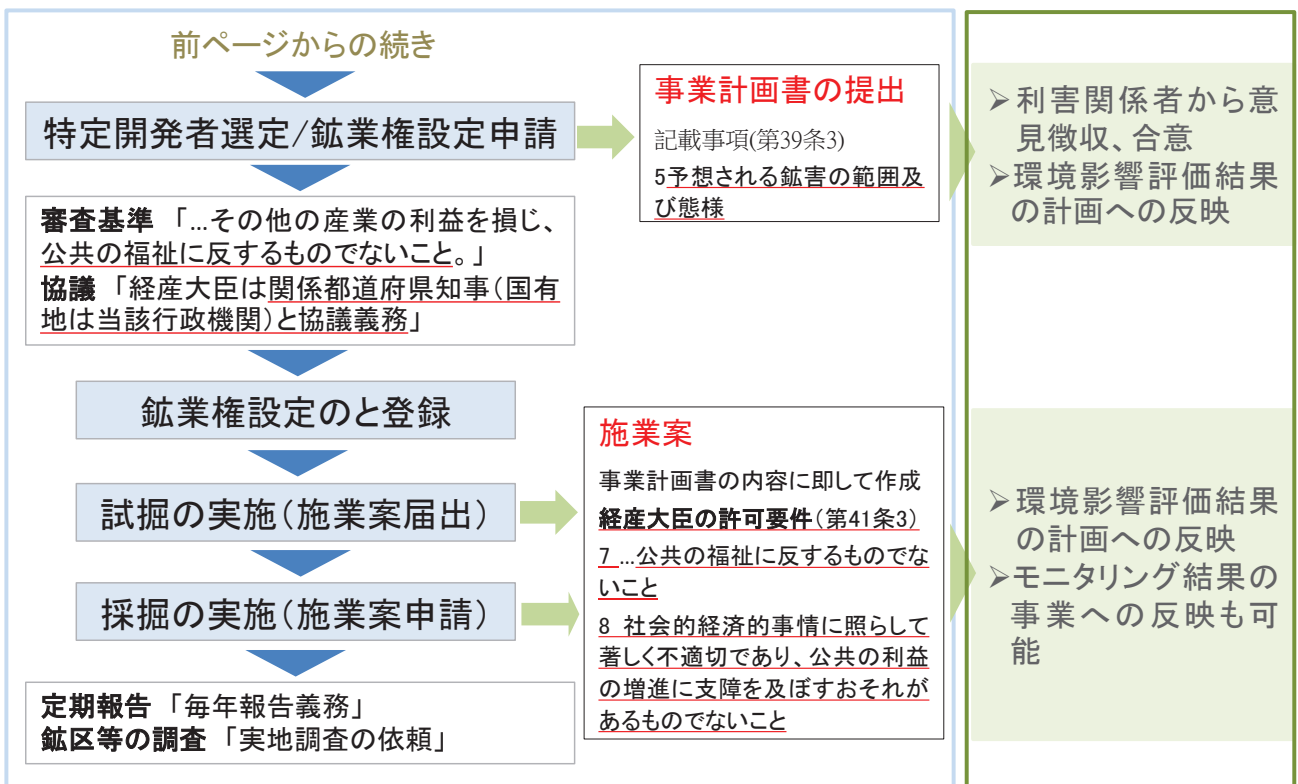 前ページからの続き
特定開発者選定/鉱業権設定申請
事業計画書の提出
記載事項(第39条3)
5予想される鉱害の範囲及
び態様
➢利害関係者から意
見徴収、合意
➢環境影響評価結果
の計画への反映
審査基準 「...その他の産業の利益を損じ、
公共の福祉に反するものでないこと。」
協議 「経産大臣は関係都道府県知事(国有
地は当該行政機関)と協議義務」
鉱業権設定のと登録
試掘の実施(施業案届出)
採掘の実施(施業案申請)
施業案
事業計画書の内容に即して作成
経産大臣の許可要件(第41条3)
7 ...公共の福祉に反するものでな
いこと
8 社会的経済的事情に照らして
著しく不適切であり、公共の利益
の増進に支障を及ぼすおそれが
あるものでないこと
➢環境影響評価結果
の計画への反映
➢モニタリング結果の
事業への反映も可
能
定期報告 「毎年報告義務」
鉱区等の調査 「実地調査の依頼」